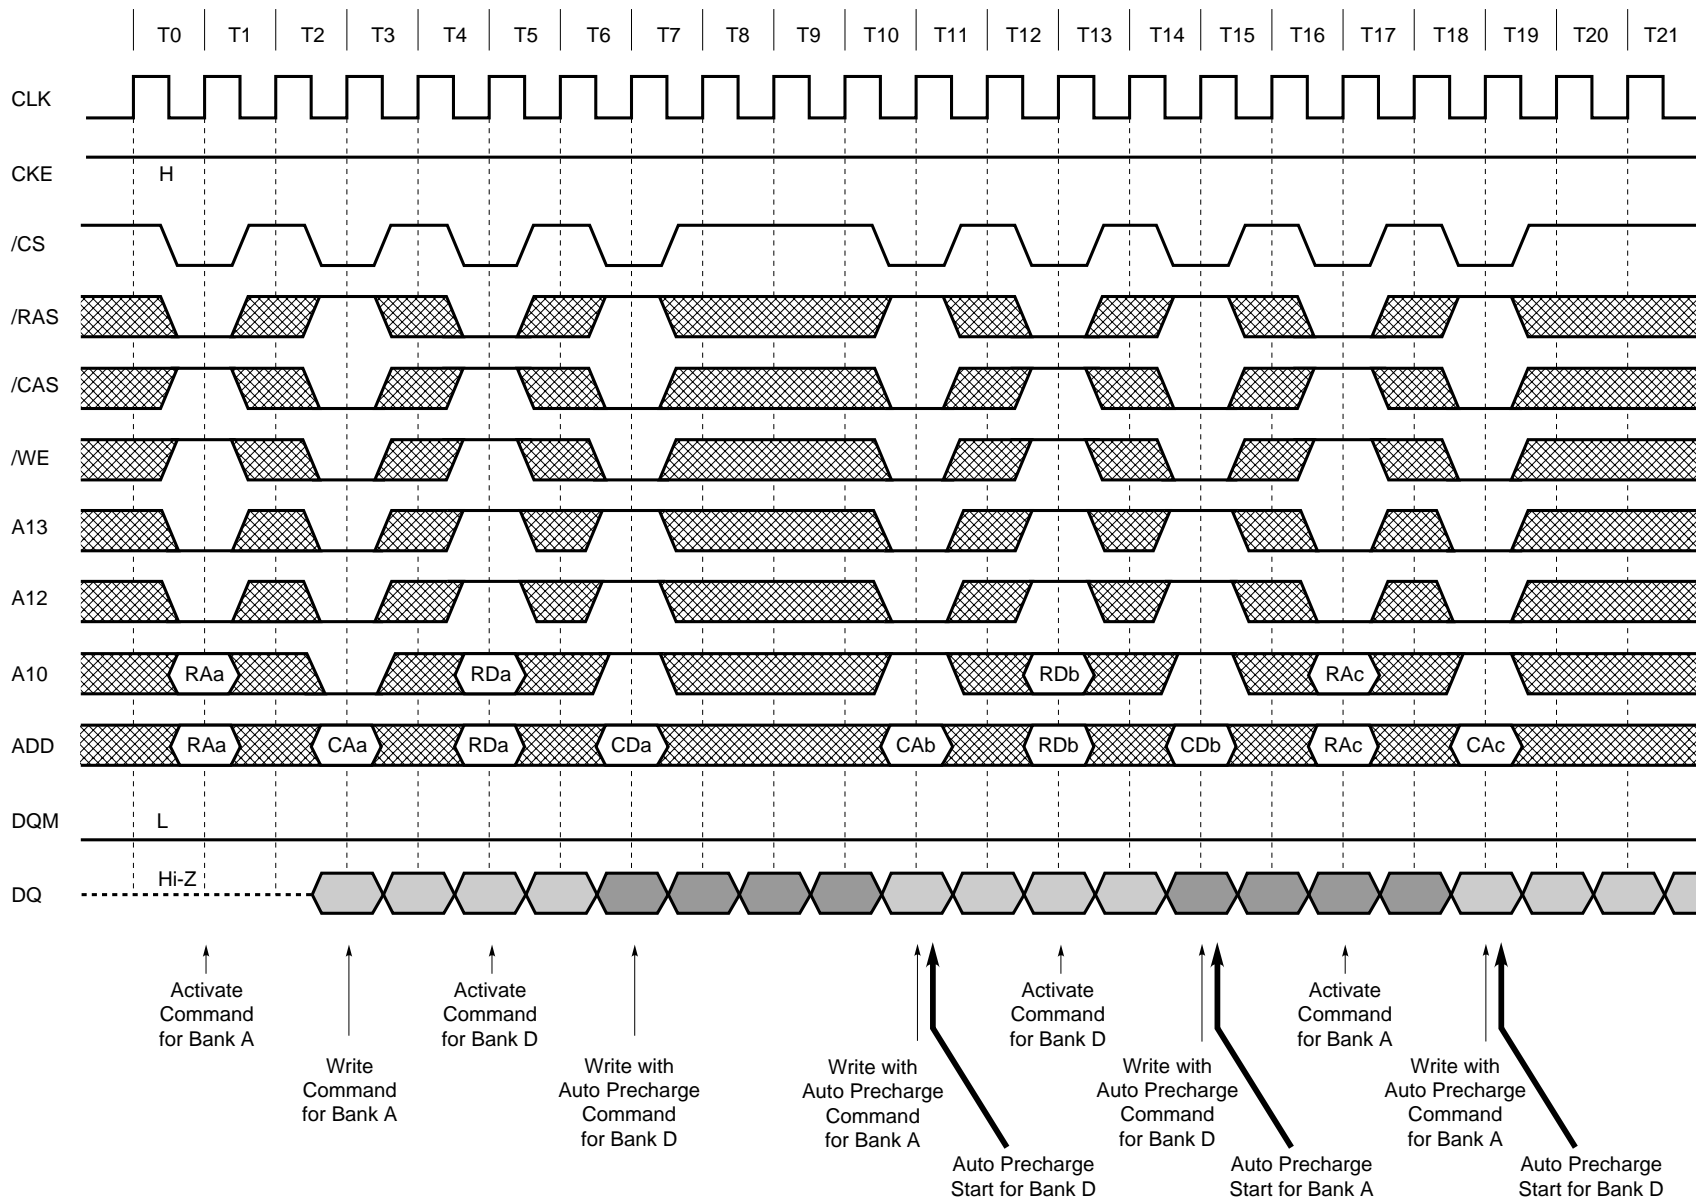 T0 T1 T2 T3 T4 T5 T6 T7 T8 T9 T10 T11 T12 T13 T14 T15 T16 T17 T18 T19 T20 T21
CLK
CKE H
/CS
/RAS
/CAS
/WE
A13
A12
A10 RAa RDa RDb RAc
ADD RAa CAa RDa CDa CAb RDb CDb RAc CAc
DQM L
DQ Hi-Z
Activate
Command
for Bank A
Write
Command
for Bank A
Activate
Command
for Bank D
Write with
Auto Precharge
Command
for Bank D
Write with
Auto Precharge
Command
for Bank A
Auto Precharge
Start for Bank D
Activate
Command
for Bank D
Write with
Auto Precharge
Command
for Bank D
Auto Precharge
Start for Bank A
Activate
Command
for Bank A
Write with
Auto Precharge
Command
for Bank A
Auto Precharge
Start for Bank D